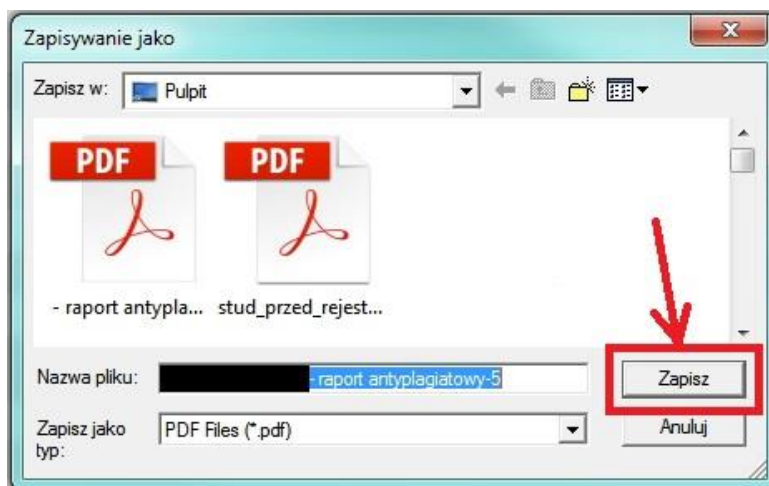 Zapisywanie jako
Zapisz w: Pulpit
PDF PDF
- raport antypla... stud_przed_rejest...
Nazwa pliku: - raport antyplagiatowy-5 Zapisz
Zapisz jako typ: PDF Files (*.pdf) Anuluj